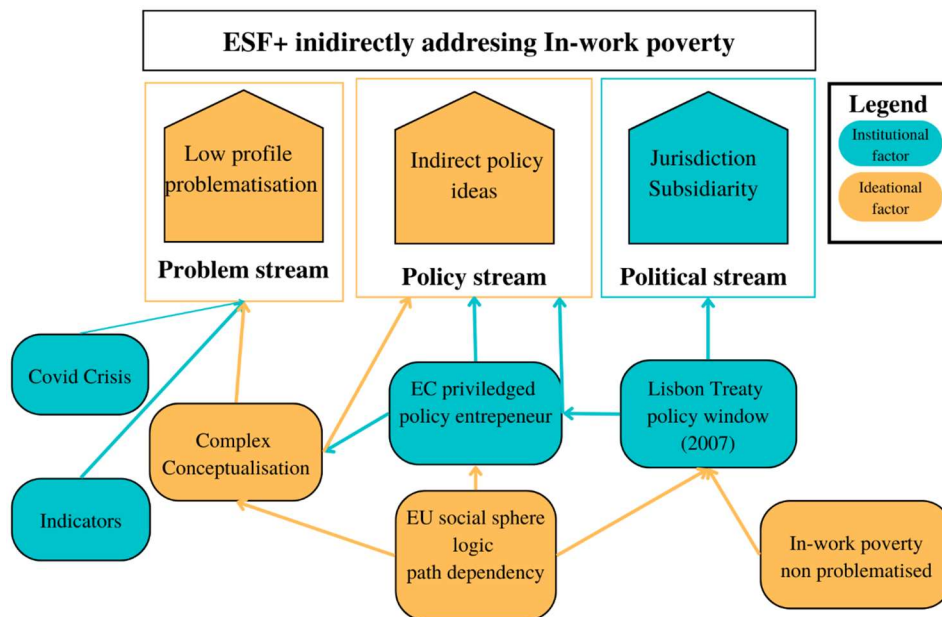 ESF+ inidirectly addresing In-work poverty
Low profile
problematisation
Problem stream
Indirect policy
ideas
Policy stream
Jurisdiction
Subsidiarity
Political stream
Legend
Institutional
factor
Ideational
factor
Covid Crisis
Indicators
Complex
Conceptualisation
EC priviledged
policy entrepeneur
EU social sphere
logic
path dependency
Lisbon Treaty
policy window
(2007)
In-work poverty
non problematised